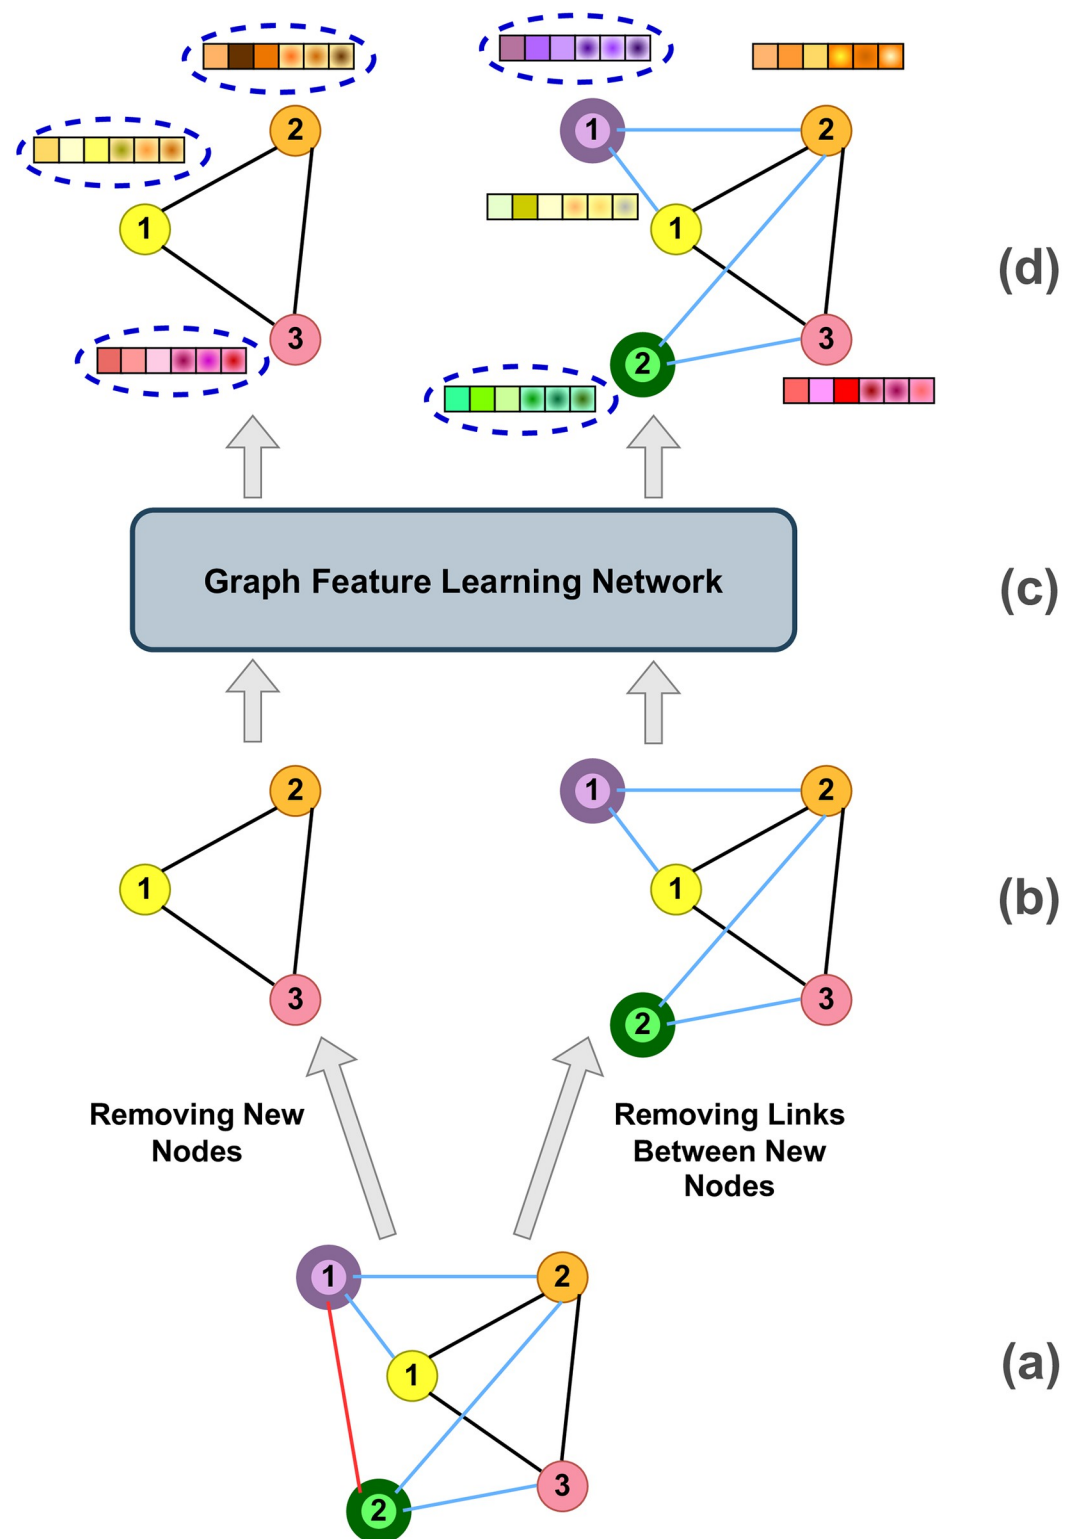 2
1
3
1
2
1
3
2
(d)
Graph Feature Learning Network
(c)
2
1
3
1
2
1
3
2
(b)
Removing New
Nodes
Removing Links
Between New
Nodes
1
2
1
3
2
(a)